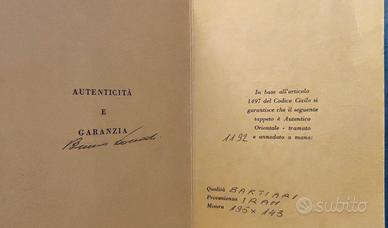 AUTENTICITÀ
E
GARANZIA
In base all'articolo
1497 del Codice Civile si
garantisce che il seguente
tappeto è Autentico
Orientale - tramato
1192 e annodato a mano:
Qualità BAKTIARI
Provenienza IRAN
Misura 195 x 143
subito